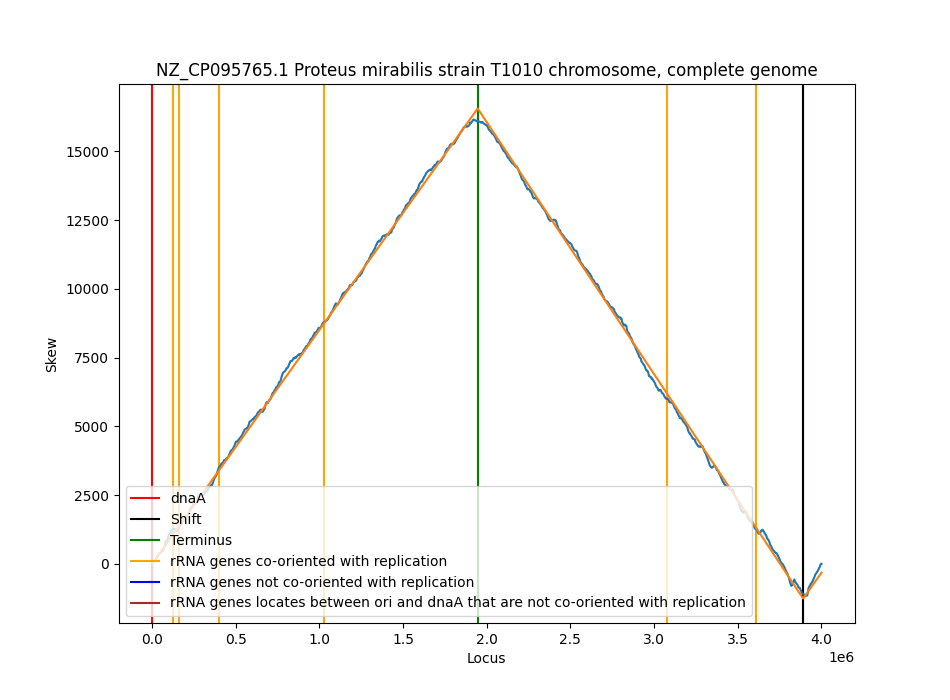 NZ_CP095765.1 Proteus mirabilis strain T1010 chromosome, complete genome
15000
12500
10000
7500
5000
2500
0
Skew
dnaA
Shift
Terminus
rRNA genes co-oriented with replication
rRNA genes not co-oriented with replication
rRNA genes locates between ori and dnaA that are not co-oriented with replication
0.0 0.5 1.0 1.5 2.0 2.5 3.0 3.5 4.0
1e6
Locus